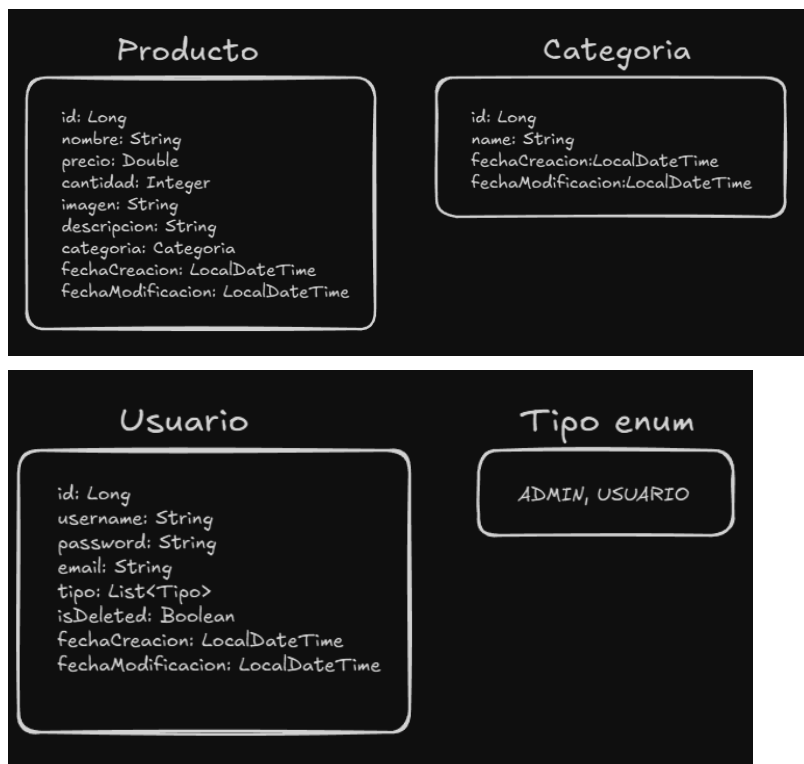 Producto
id: Long
nombre: String
precio: Double
cantidad: Integer
imagen: String
descripcion: String
categoria: Categoria
fechaCreacion: LocalDateTime
fechaModificacion: LocalDateTime
Categoria
id: Long
name: String
fechaCreacion:LocalDateTime
fechaModificacion:LocalDateTime
Usuario
id: Long
username: String
password: String
email: String
tipo: List<Tipo>
isDeleted: Boolean
fechaCreacion: LocalDateTime
fechaModificacion: LocalDateTime
Tipo enum
ADMIN, USUARIO